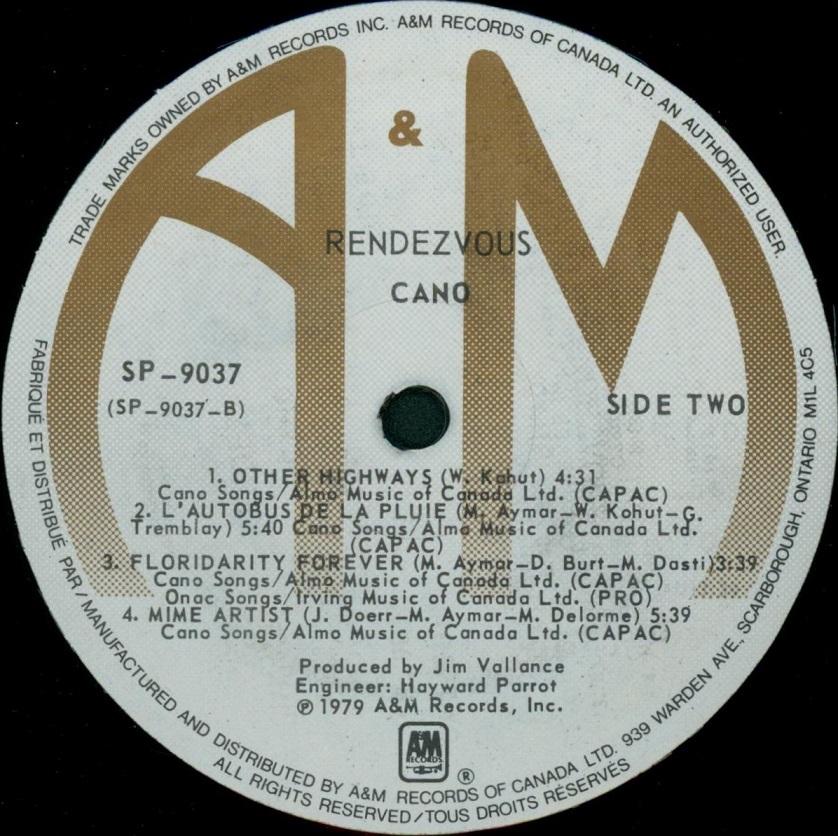 TRADE MARKS OWNED BY A&M RECORDS INC. A&M RECORDS OF CANADA LTD. AN AUTHORIZED USER.
A & M
RENDEZVOUS
CANO
SP-9037
(SP-9037-B)
SIDE TWO
1. OTHER HIGHWAYS (W. Kohut) 4:31
Cano Songs/Almo Music of Canada Ltd. (CAPAC)
2. L'AUTOBUS DE LA PLUIE (M. Aymar-W. Kohut-G.
Tremblay) 5:40 Cano Songs/Almo Music of Canada Ltd.
(CAPAC)
3. FLORIDARITY FOREVER (M. Aymar-D. Burt-M. Dasti)3:39
Cano Songs/Almo Music of Canada Ltd. (CAPAC)
Onac Songs/Irving Music of Canada Ltd. (PRO)
4. MIME ARTIST (J. Doerr-M. Aymar-M. Delorme) 5:39
Cano Songs/Almo Music of Canada Ltd. (CAPAC)
Produced by Jim Vallance
Engineer: Hayward Parrot
℗ 1979 A&M Records, Inc.
A&M
RECORDS
®
FABRIQUÉ ET DISTRIBUÉ PAR/MANUFACTURED AND DISTRIBUTED BY A&M RECORDS OF CANADA LTD. 939 WARDEN AVE., SCARBOROUGH, ONTARIO M1L 4C5
ALL RIGHTS RESERVED/TOUS DROITS RÉSERVÉS